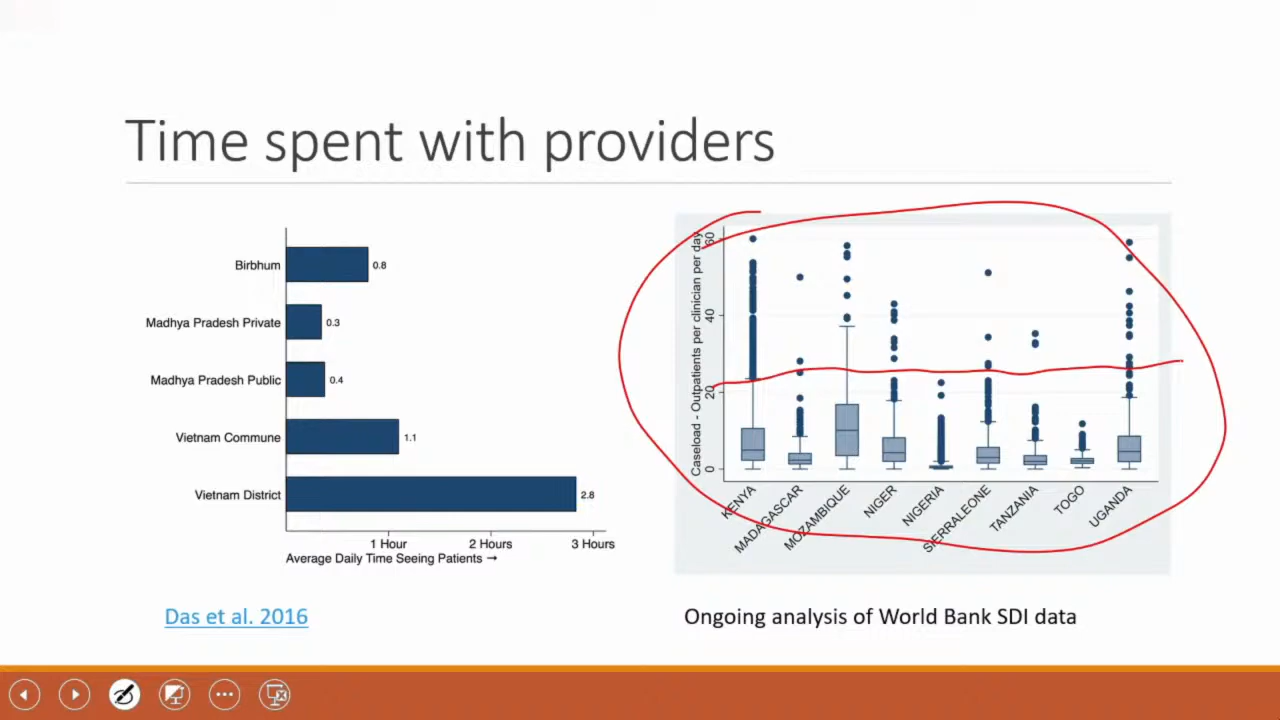 Time spent with providers
Birbhum
0.8
Madhya Pradesh Private
0.3
Madhya Pradesh Public
0.4
Vietnam Commune
1.1
Vietnam District
2.8
1 Hour
2 Hours
3 Hours
Average Daily Time Seeing Patients →
Das et al. 2016
Caseload - Outpatients per clinician per day
60
40
20
0
KENYA
MADAGASCAR
MOZAMBIQUE
NIGER
NIGERIA
SIERRALEONE
TANZANIA
TOGO
UGANDA
Ongoing analysis of World Bank SDI data